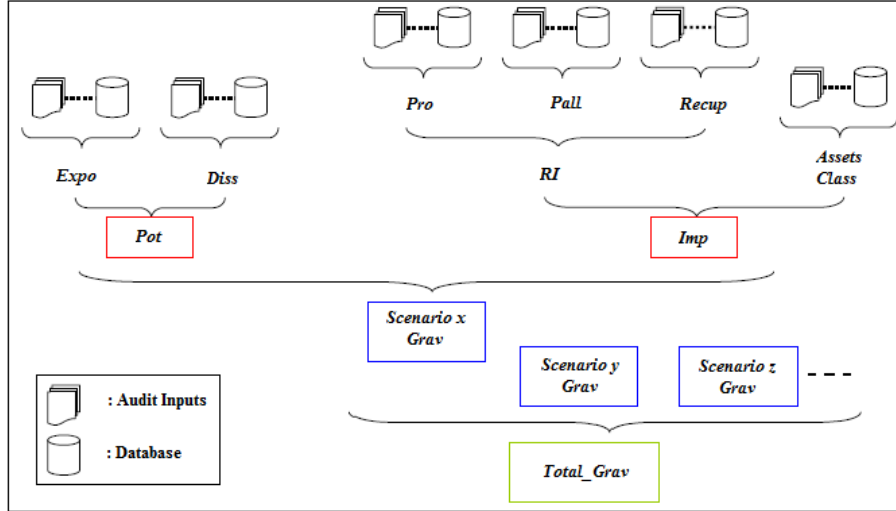 Pro Pall Recup
Expo Diss RI Assets
Class
Pot Imp
Scenario x
Grav
Scenario y
Grav
Scenario z
Grav
: Audit Inputs
: Database
Total_Grav